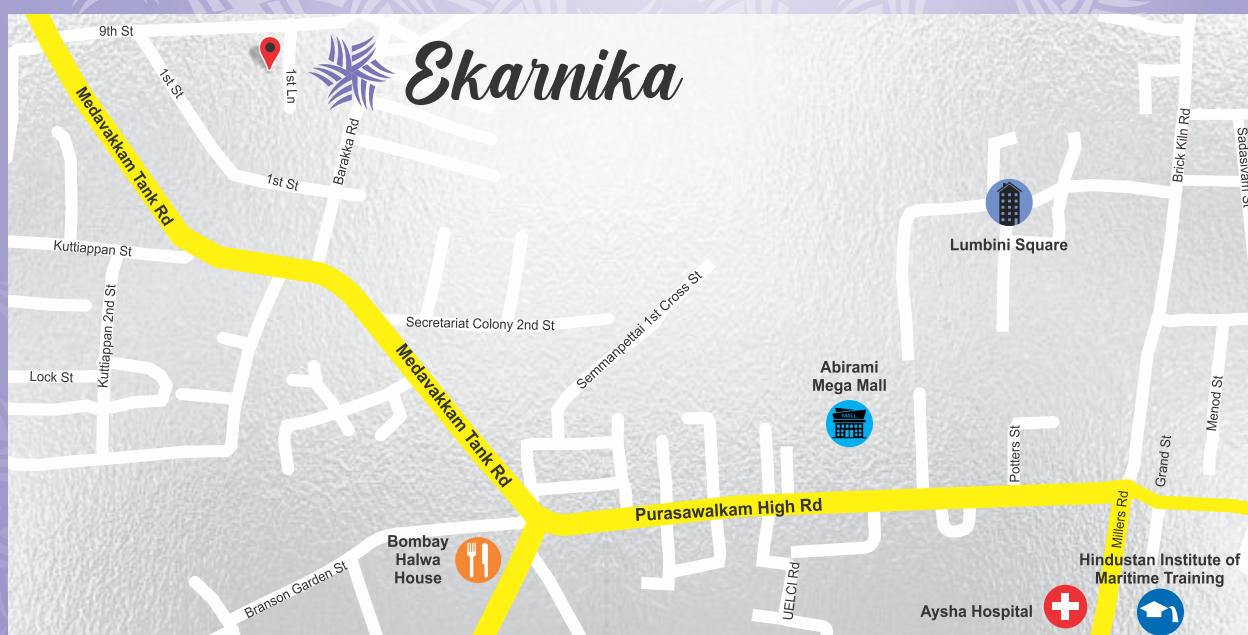 9th St
1st St
1st Ln
Ekarnika
Barakka Rd
1st St
Medavakkam Tank Rd
Brick Kiln Rd
Sadasivam St
Lumbini Square
Kuttiappan St
Kuttiappan 2nd St
Secretariat Colony 2nd St
Semmanpettai 1st Cross St
Lock St
Medavakkam Tank Rd
Abirami
Mega Mall
MALL
Menod St
Potters St
Grand St
Purasawalkam High Rd
Millers Rd
Bombay
Halwa
House
Branson Garden St
UELCI Rd
Hindustan Institute of
Maritime Training
Aysha Hospital